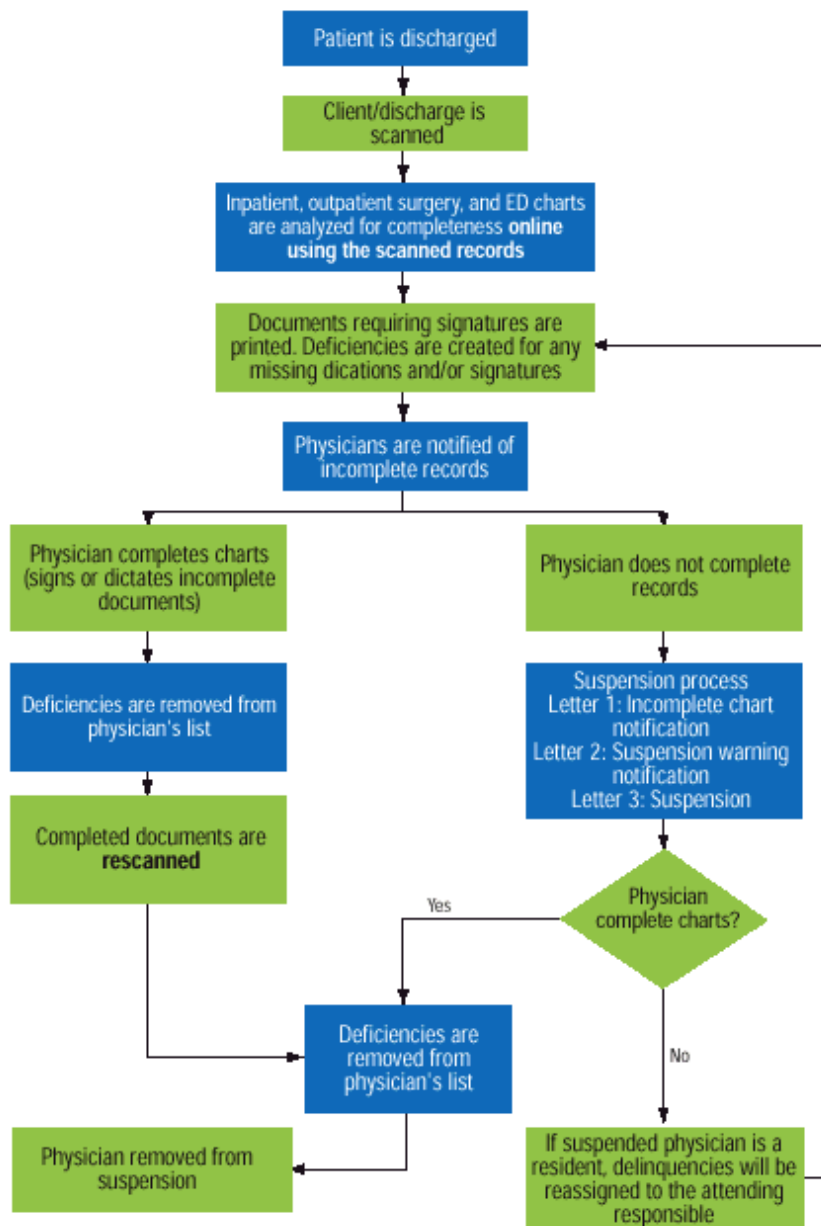 Patient is discharged
Client/discharge is
scanned
Inpatient, outpatient surgery, and ED charts
are analyzed for completeness online
using the scanned records
Documents requiring signatures are
printed. Deficiencies are created for any
missing dications and/or signatures
Physicians are notified of
incomplete records
Physician completes charts
(signs or dictates incomplete
documents)
Physician does not complete
records
Deficiencies are removed from
physician's list
Suspension process
Letter 1: Incomplete chart
notification
Letter 2: Suspension warning
notification
Letter 3: Suspension
Completed documents are
rescanned
Physician
complete charts?
Yes
No
Deficiencies are
removed from
physician's list
Physician removed from
suspension
If suspended physician is a
resident, delinquencies will be
reassigned to the attending
responsible